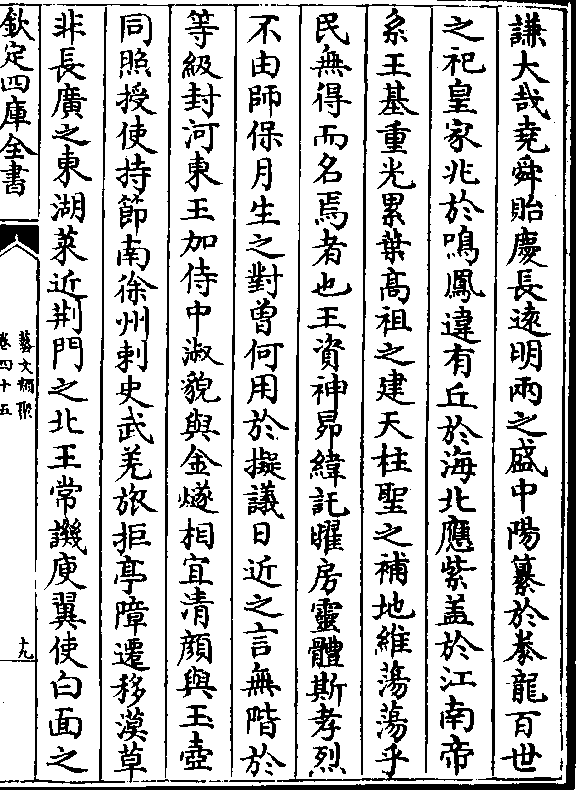 謙大哉堯舜貽慶長逺明兩之盛中陽纂於豢龍百世
之祀皇家兆於鳴鳳違有丘於海北應紫盖於江南帝
系王基重光累葉髙祖之建天柱聖之補地維蕩蕩乎
民無得而名焉者也王資神昴緯託曜房靈體斯孝烈
不由師保月生之對曽何用於擬議日近之言無階於
等級封河東王加侍中淑貌與金燧相宜清顔與玉壺
同照授使持節南徐州刺史武羌旅拒亭障遷移漠草
非長廣之東湖萊近荆門之北王常譏庾翼使白面之
欽定四庫全書
藝文類聚
卷四十五
十九